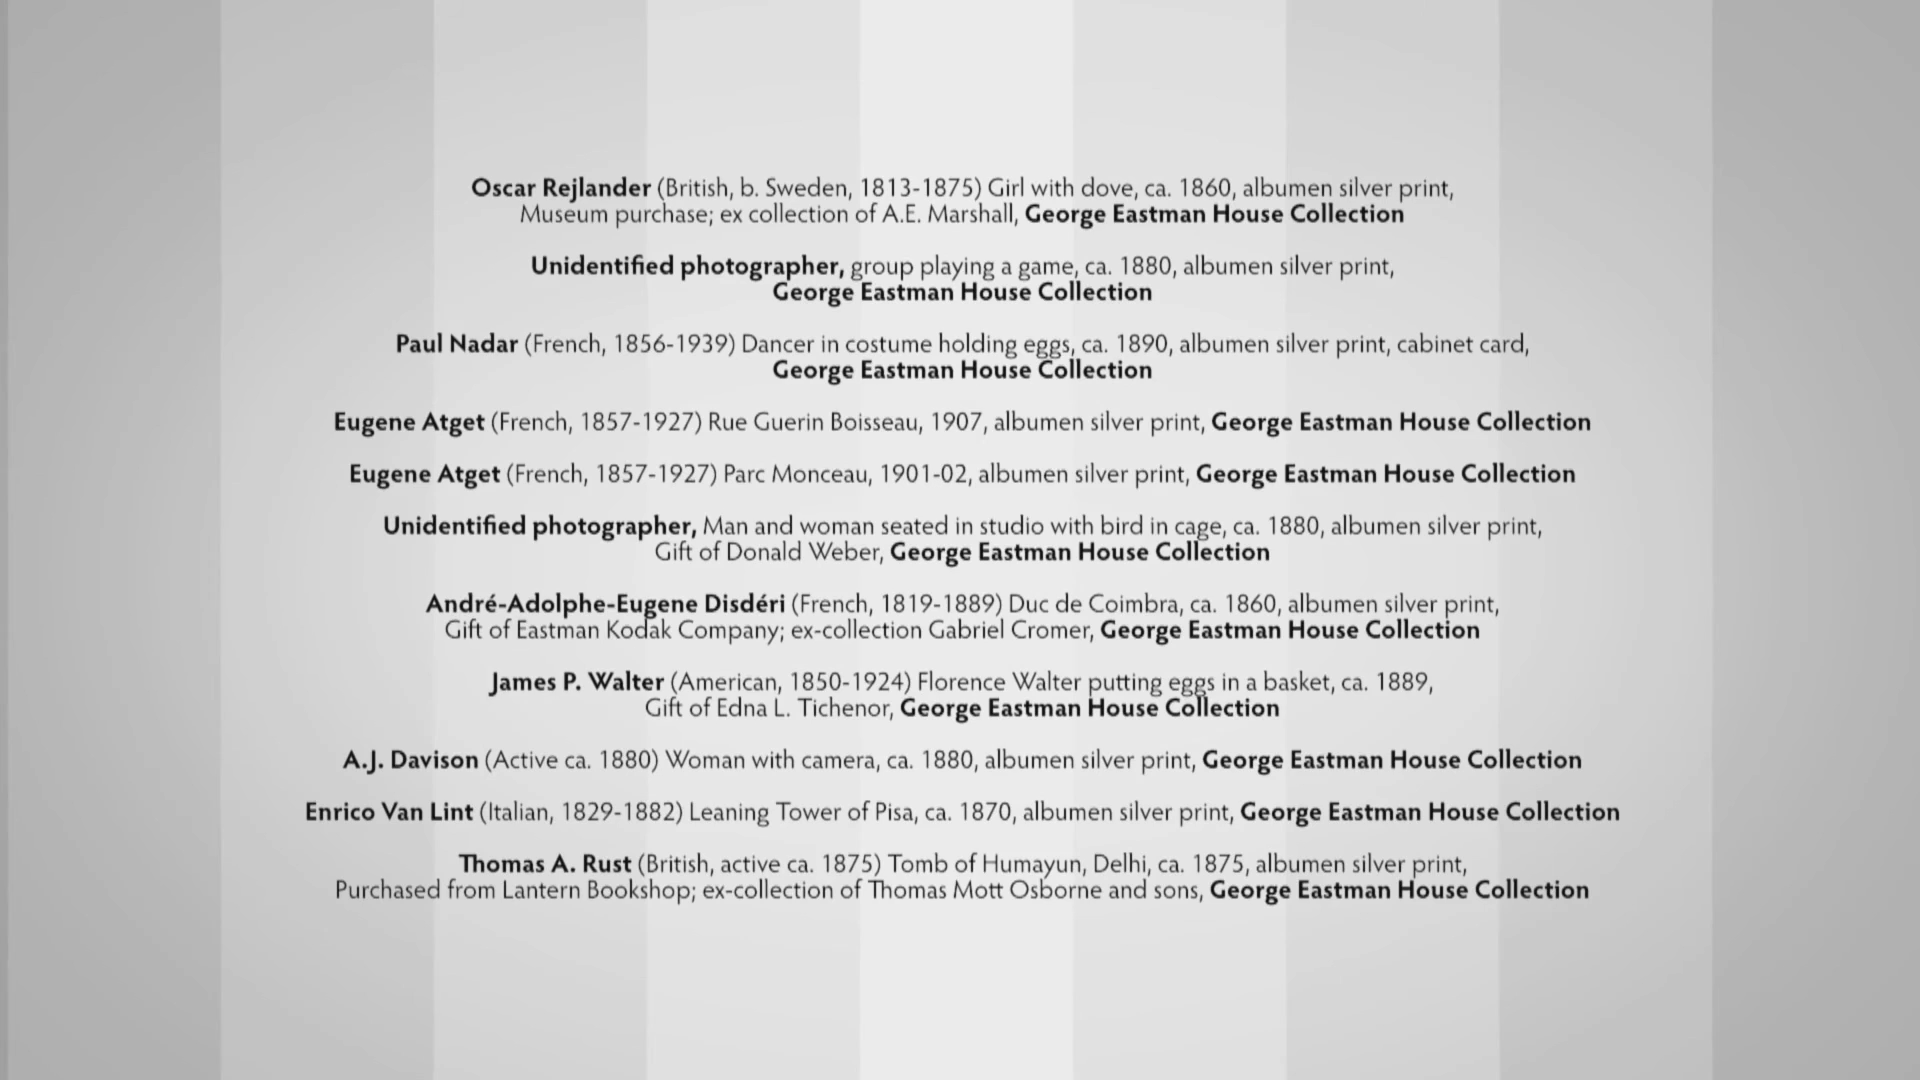 Oscar Rejlander (British, b. Sweden, 1813-1875) Girl with dove, ca. 1860, albumen silver print,
Museum purchase; ex collection of A.E. Marshall, George Eastman House Collection
Unidentified photographer, group playing a game, ca. 1880, albumen silver print,
George Eastman House Collection
Paul Nadar (French, 1856-1939) Dancer in costume holding eggs, ca. 1890, albumen silver print, cabinet card,
George Eastman House Collection
Eugene Atget (French, 1857-1927) Rue Guerin Boisseau, 1907, albumen silver print, George Eastman House Collection
Eugene Atget (French, 1857-1927) Parc Monceau, 1901-02, albumen silver print, George Eastman House Collection
Unidentified photographer, Man and woman seated in studio with bird in cage, ca. 1880, albumen silver print,
Gift of Donald Weber, George Eastman House Collection
André-Adolphe-Eugene Disdéri (French, 1819-1889) Duc de Coimbra, ca. 1860, albumen silver print,
Gift of Eastman Kodak Company; ex-collection Gabriel Cromer, George Eastman House Collection
James P. Walter (American, 1850-1924) Florence Walter putting eggs in a basket, ca. 1889,
Gift of Edna L. Tichenor, George Eastman House Collection
A.J. Davison (Active ca. 1880) Woman with camera, ca. 1880, albumen silver print, George Eastman House Collection
Enrico Van Lint (Italian, 1829-1882) Leaning Tower of Pisa, ca. 1870, albumen silver print, George Eastman House Collection
Thomas A. Rust (British, active ca. 1875) Tomb of Humayun, Delhi, ca. 1875, albumen silver print,
Purchased from Lantern Bookshop; ex-collection of Thomas Mott Osborne and sons, George Eastman House Collection